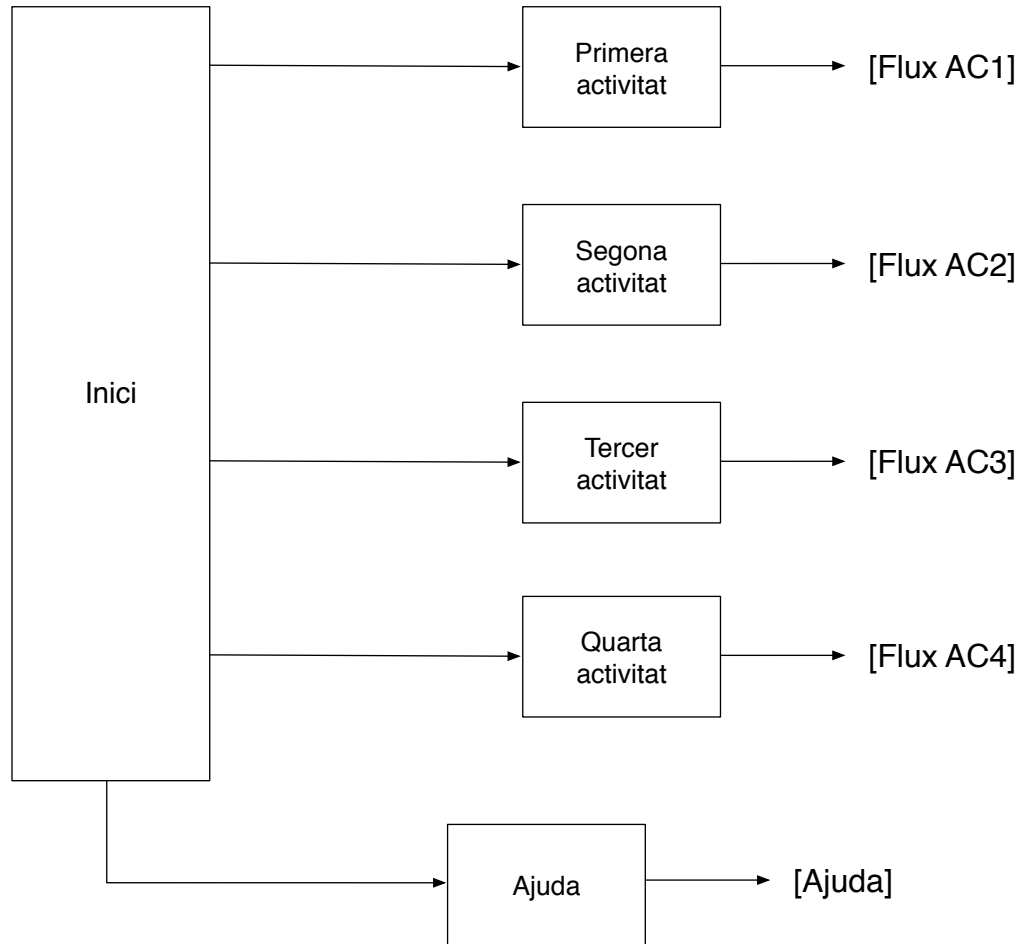 Primera
activitat
[Flux AC1]
Segona
activitat
[Flux AC2]
Inici
Tercer
activitat
[Flux AC3]
Quarta
activitat
[Flux AC4]
Ajuda
[Ajuda]